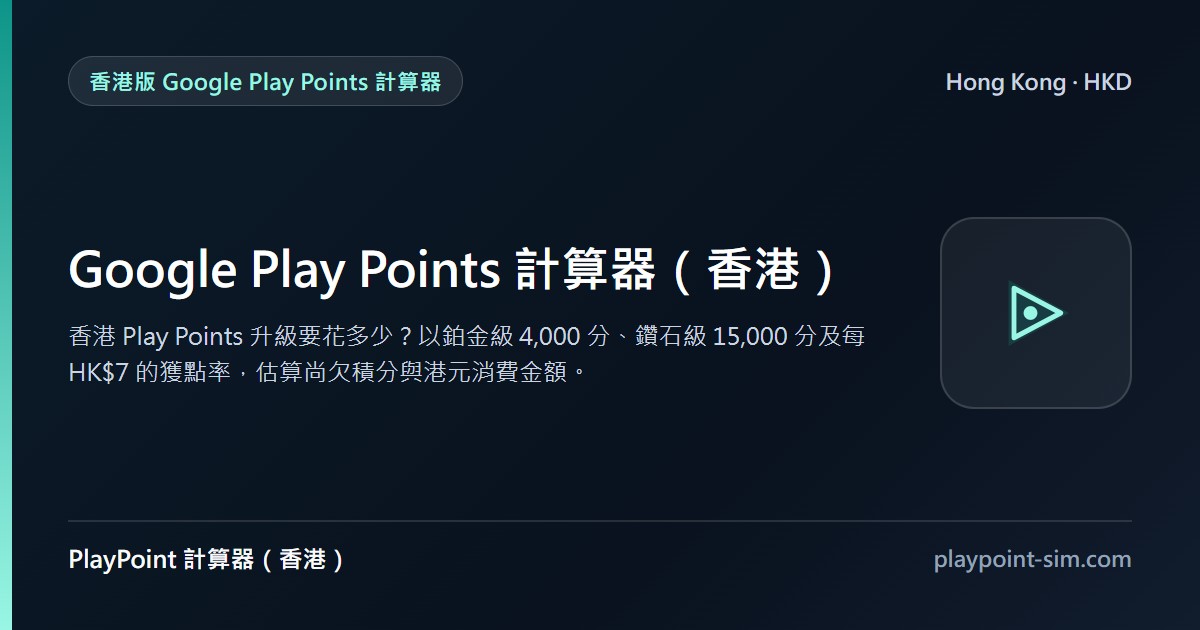 香港版 Google Play Points 計算器
Hong Kong · HKD
Google Play Points 計算器（香港）
香港 Play Points 升級要花多少？以鉑金級 4,000 分、鑽石級 15,000 分及每
HK$7 的獲點率，估算尚欠積分與港元消費金額。
PlayPoint 計算器（香港）
playpoint-sim.com